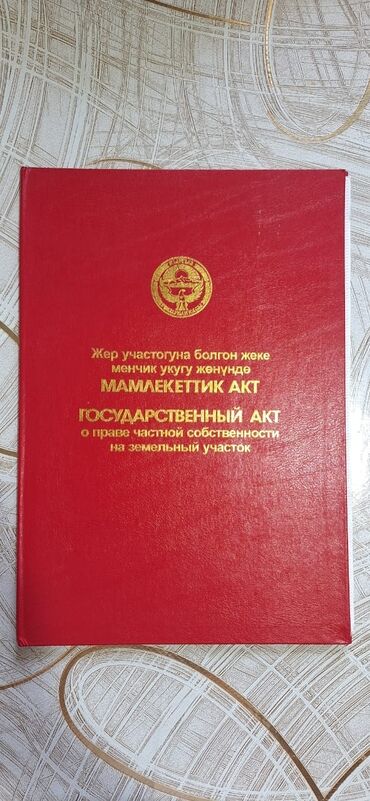 Жер участогуна болгон жеке
менчик укугу жөнүндө
МАМЛЕКЕТТИК АКТ
ГОСУДАРСТВЕННЫЙ АКТ
о праве частной собственности
на земельный участок